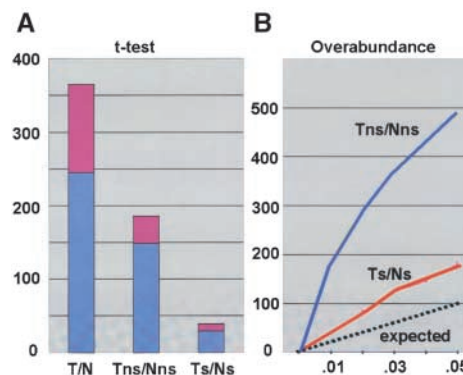 A
t-test
400
300
200
100
0
T/N Tns/Nns Ts/Ns
B
Overabundance
500
400
300
200
100
0
Tns/Nns
Ts/Ns
expected
.01 .03 .05